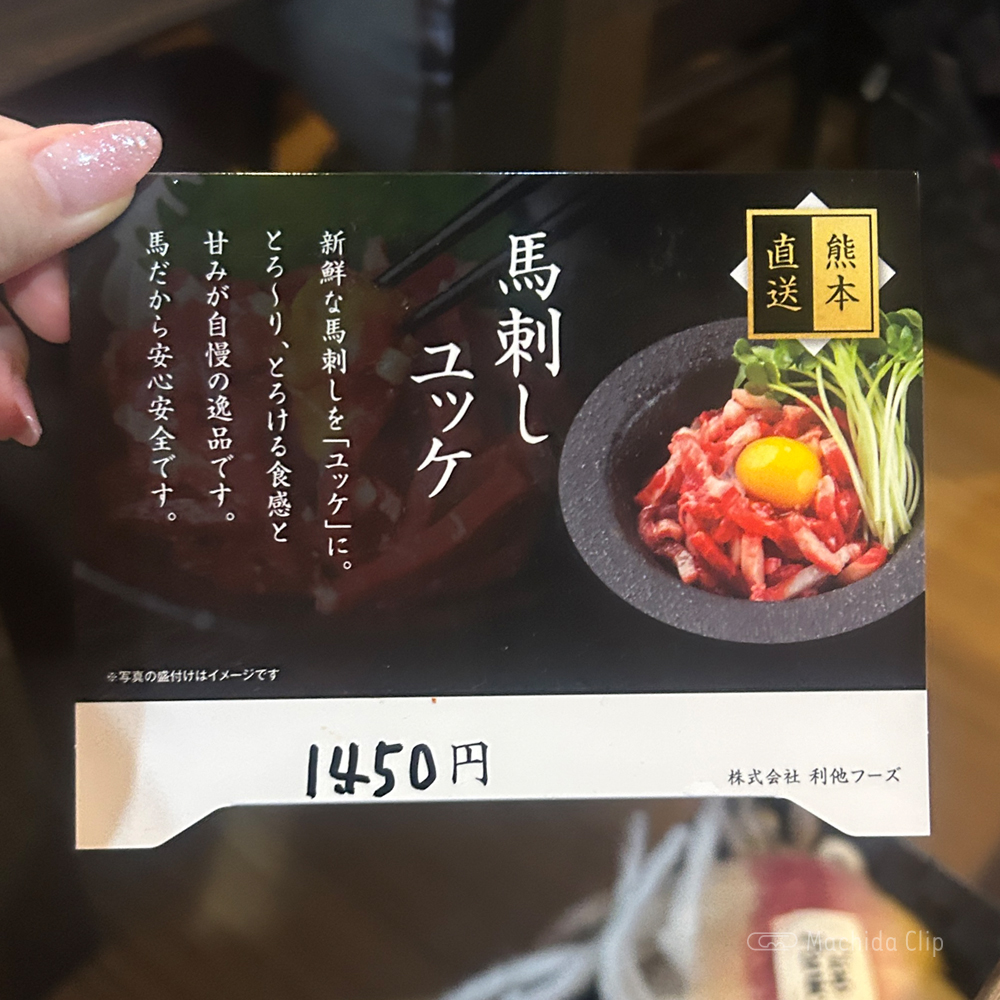 熊本
直送
馬刺し
ユッケ
新鮮な馬刺しを「ユッケ」に。
とろ〜り、とろける食感と
甘みが自慢の逸品です。
馬だから安心安全です。
※写真の盛付けはイメージです
1450円
株式会社 利他フーズ
Machida Clip